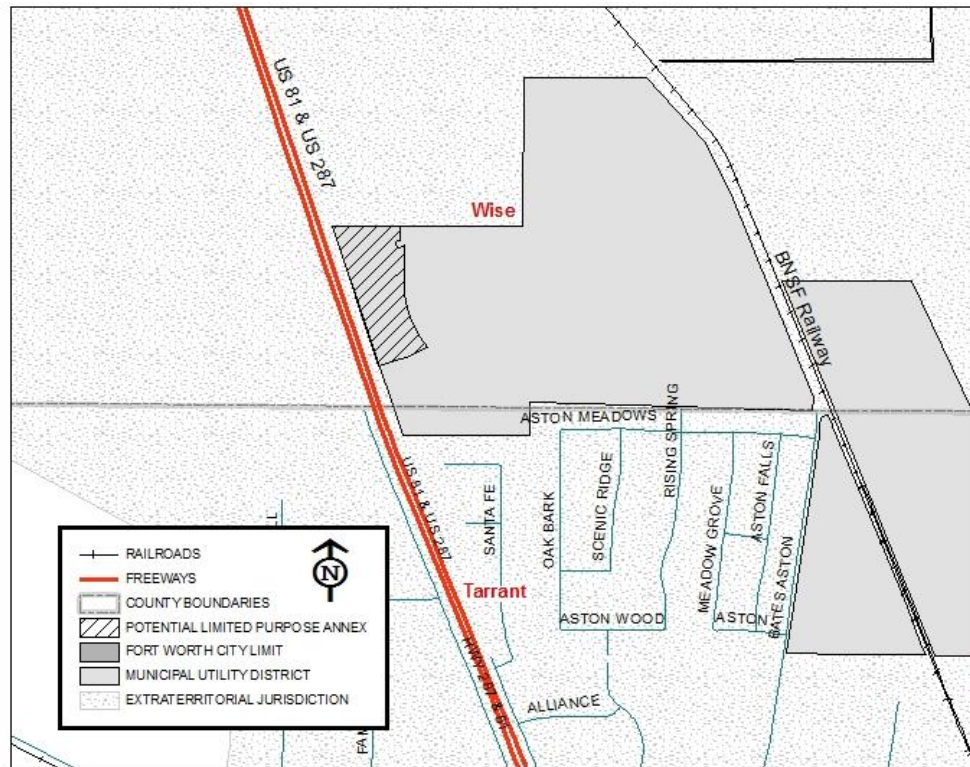 US 81 & US 287
Wise
BNSF Railway
ASTON MEADOWS
RISING SPRING
US 81 & US 287
SANTA FE
OAK BARK
SCENIC RIDGE
MEADOW GROVE
ASTON FALLS
BATES ASTON
Tarrant
ASTON WOOD
ASTON
HWY 287 & 81
ALLIANCE
N
RAILROADS
FREEWAYS
COUNTY BOUNDARIES
POTENTIAL LIMITED PURPOSE ANNEX
FORT WORTH CITY LIMIT
MUNICIPAL UTILITY DISTRICT
EXTRATERRITORIAL JURISDICTION